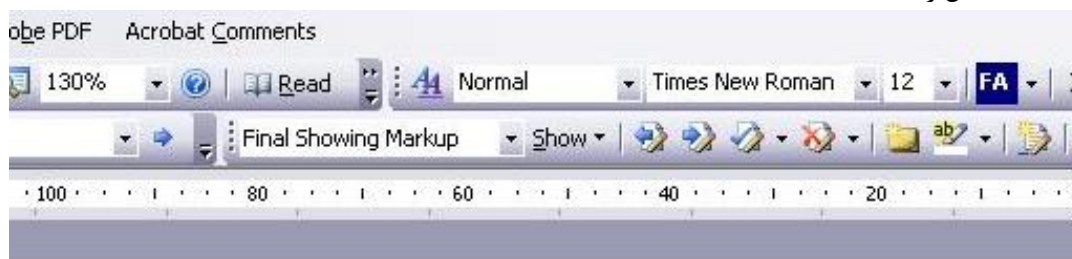 obe PDF Acrobat Comments
130% Read Normal Times New Roman 12 FA
Final Showing Markup Show ab
100 80 60 40 20